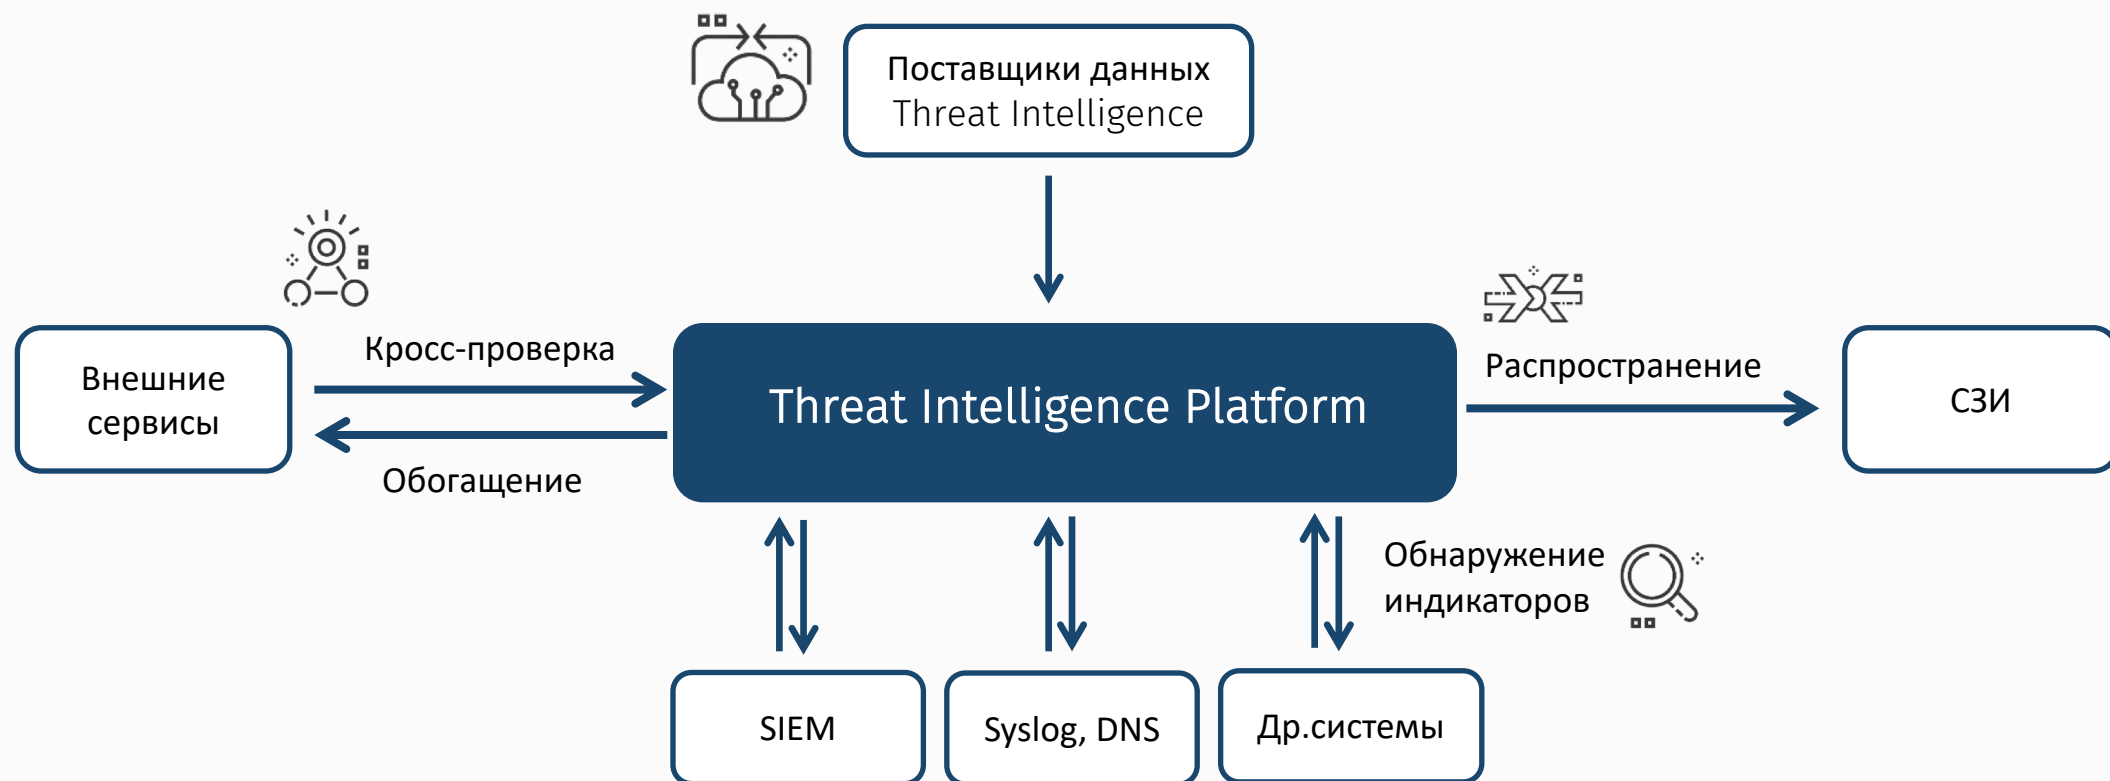 Поставщики данных
Threat Intelligence
Кросс-проверка
Внешние
сервисы
Обогащение
Threat Intelligence Platform
Распространение
СЗИ
Обнаружение
индикаторов
SIEM
Syslog, DNS
Др.системы